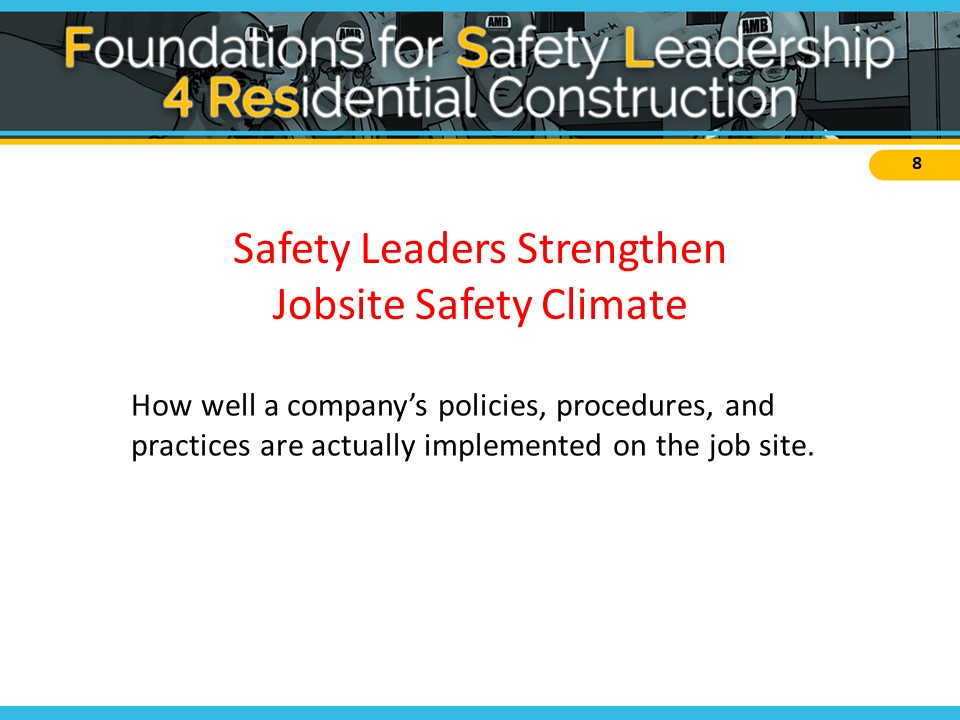 AMB
AMB
AMB
Foundations for Safety Leadership
4 Residential Construction
8
Safety Leaders Strengthen
Jobsite Safety Climate
How well a company’s policies, procedures, and
practices are actually implemented on the job site.